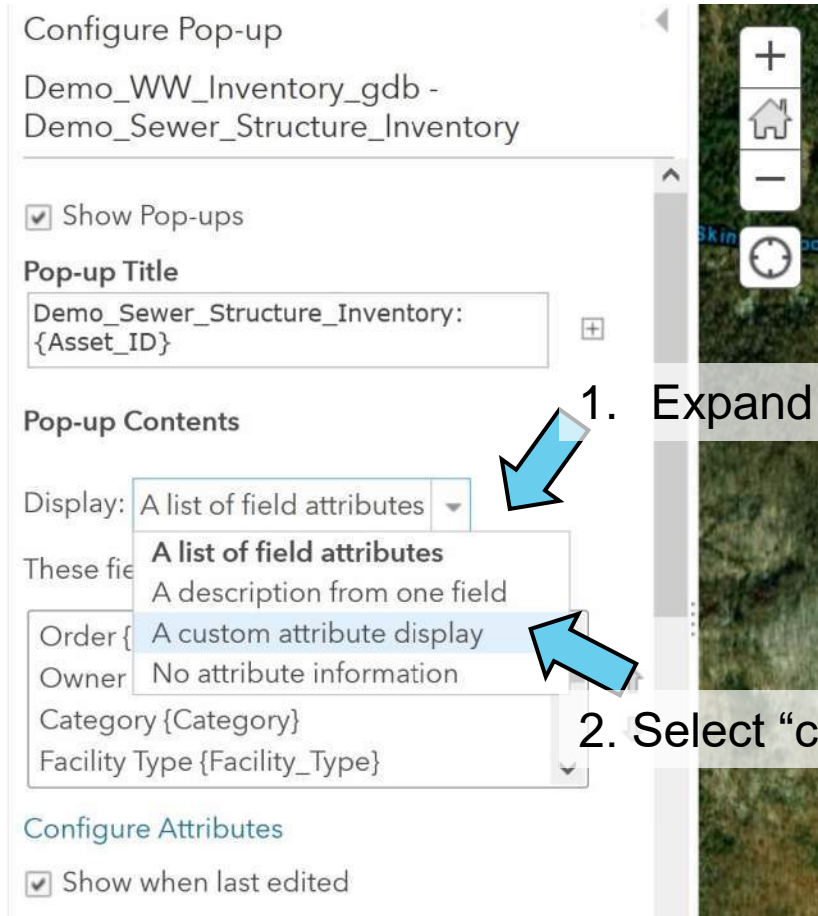 Configure Pop-up
Demo_WW_Inventory_gdb -
Demo_Sewer_Structure_Inventory
Show Pop-ups
Pop-up Title
Demo_Sewer_Structure_Inventory:
{Asset_ID}
1. Expand
Pop-up Contents
Display: A list of field attributes
A list of field attributes
These fie
A description from one field
Order { A custom attribute display
Owner No attribute information
Category {Category}
2. Select “c
Facility Type {Facility_Type}
Configure Attributes
Show when last edited
Skin